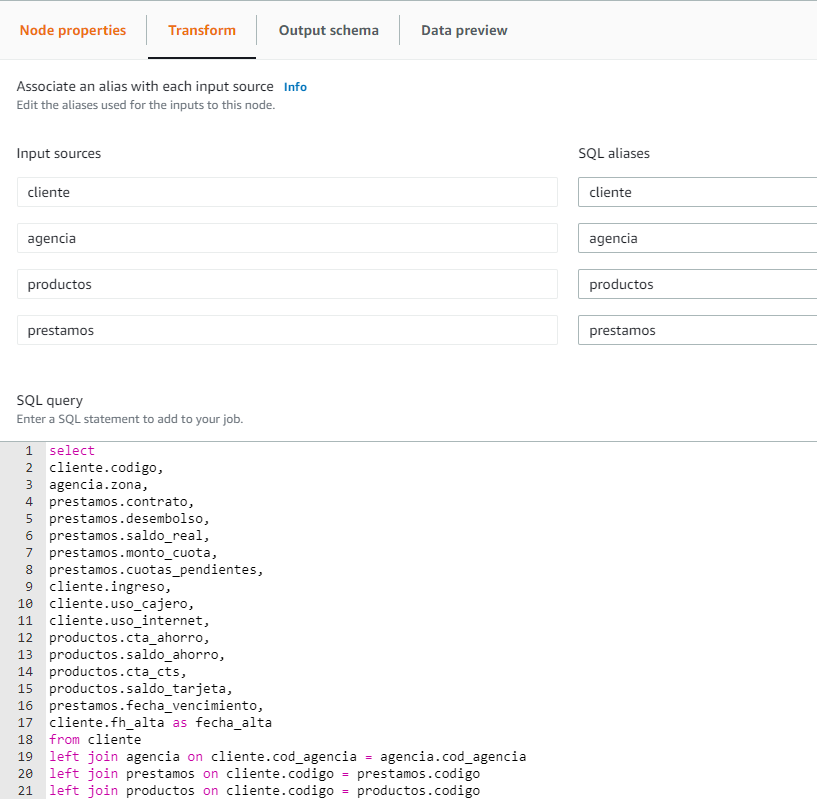 Node properties Transform Output schema Data preview
Associate an alias with each input source Info
Edit the aliases used for the inputs to this node.
Input sources SQL aliases
cliente cliente
agencia agencia
productos productos
prestamos prestamos
SQL query
Enter a SQL statement to add to your job.
1 select
2 cliente.codigo,
3 agencia.zona,
4 prestamos.contrato,
5 prestamos.desembolso,
6 prestamos.saldo_real,
7 prestamos.monto_cuota,
8 prestamos.cuotas_pendientes,
9 cliente.ingreso,
10 cliente.uso_cajero,
11 cliente.uso_internet,
12 productos.cta_ahorro,
13 productos.saldo_ahorro,
14 productos.cta_cts,
15 productos.saldo_tarjeta,
16 prestamos.fecha_vencimiento,
17 cliente.fh_alta as fecha_alta
18 from cliente
19 left join agencia on cliente.cod_agencia = agencia.cod_agencia
20 left join prestamos on cliente.codigo = prestamos.codigo
21 left join productos on cliente.codigo = productos.codigo